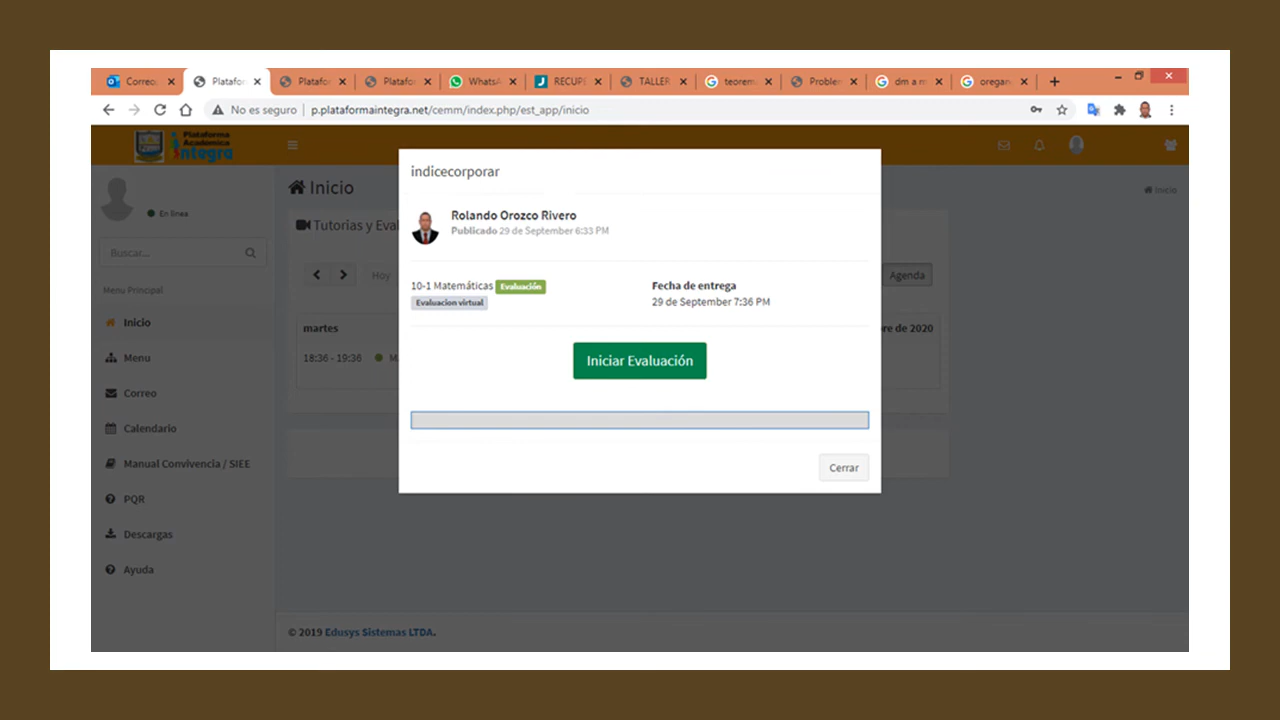 Correo
Platafor
Platafor
Platafor
WhatsA
RECUPE
TALLER
teorem
Problem
dm a m
oregan
No es seguro | p.plataformaintegra.net/cemm/index.php/est_app/inicio
Plataforma
Académica
Integra
En línea
Buscar...
Menu Principal
Inicio
Menu
Correo
Calendario
Manual Convivencia / SIEE
PQR
Descargas
Ayuda
Inicio
Inicio
Tutorias y Eval
Hoy
Agenda
martes
re de 2020
18:36 - 19:36 M
indicecorporar
Rolando Orozco Rivero
Publicado 29 de September 6:33 PM
10-1 Matemáticas Evaluación
Evaluacion virtual
Fecha de entrega
29 de September 7:36 PM
Iniciar Evaluación
Cerrar
© 2019 Edusys Sistemas LTDA.